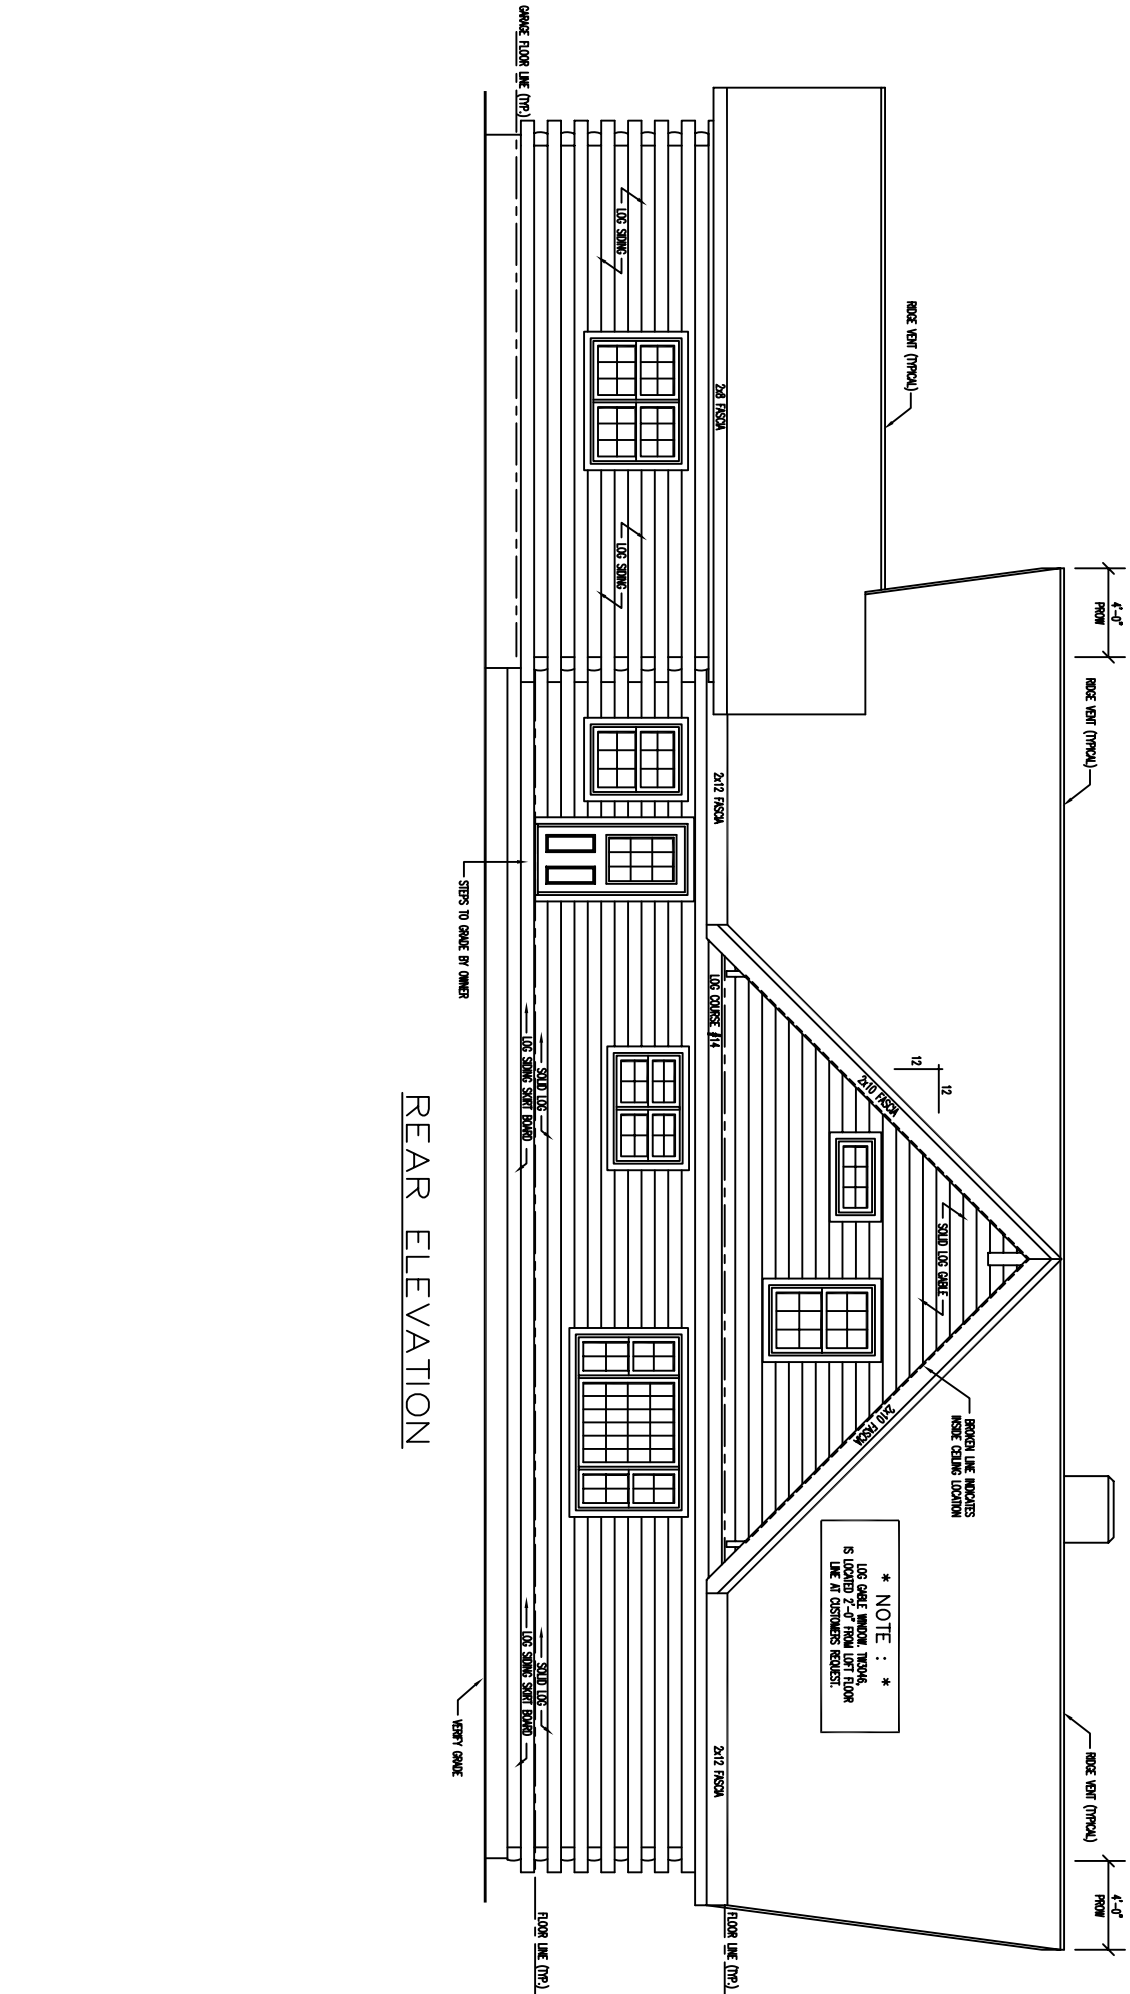 4'-0"
PROW
RIDGE VENT (TYPICAL)
RIDGE VENT (TYPICAL)
4'-0"
PROW
RIDGE VENT (TYPICAL)
12
12
2x10 FASCIA
SOLID LOG GABLE
BROKEN LINE INDICATES
INSIDE CEILING LOCATION
2x10 FASCIA
* NOTE : *
LOG GABLE WINDOW, TW3046,
IS LOCATED 2'-0" FROM LOFT FLOOR
LINE AT CUSTOMERS REQUEST.
2x8 FASCIA
2x12 FASCIA
LOG COURSE #14
2x12 FASCIA
FLOOR LINE (TYP.)
LOG SIDING
LOG SIDING
GARAGE FLOOR LINE (TYP.)
SOLID LOG
LOG SIDING SKIRT BOARD
SOLID LOG
LOG SIDING SKIRT BOARD
FLOOR LINE (TYP.)
STEPS TO GRADE BY OWNER
VERIFY GRADE
REAR ELEVATION